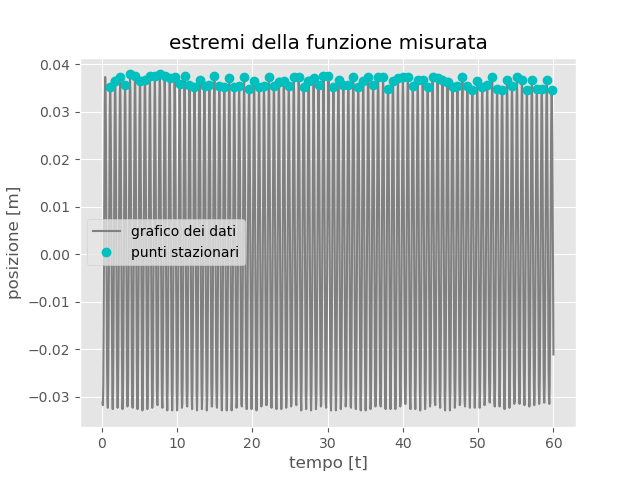 estremi della funzione misurata
0.04
0.03
0.02
0.01
0.00
−0.01
−0.02
−0.03
posizione [m]
grafico dei dati
punti stazionari
0 10 20 30 40 50 60
tempo [t]